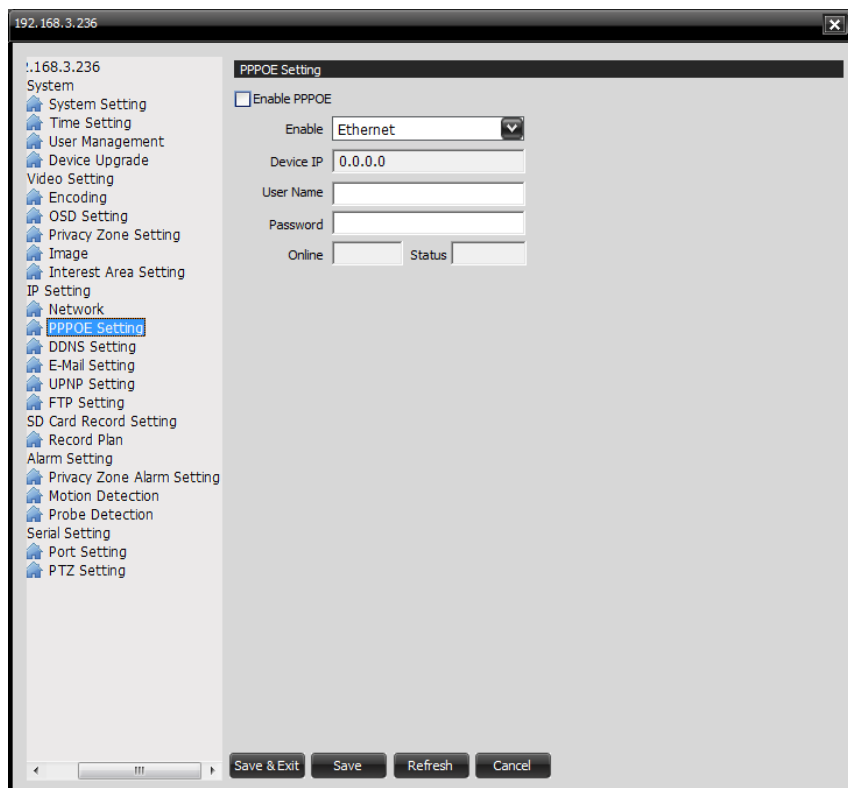 192.168.3.236
.168.3.236
System
System Setting
Time Setting
User Management
Device Upgrade
Video Setting
Encoding
OSD Setting
Privacy Zone Setting
Image
Interest Area Setting
IP Setting
Network
PPPOE Setting
DDNS Setting
E-Mail Setting
UPNP Setting
FTP Setting
SD Card Record Setting
Record Plan
Alarm Setting
Privacy Zone Alarm Setting
Motion Detection
Probe Detection
Serial Setting
Port Setting
PTZ Setting
PPPOE Setting
Enable PPPOE
Enable Ethernet
Device IP 0.0.0.0
User Name
Password
Online Status
Save & Exit Save Refresh Cancel